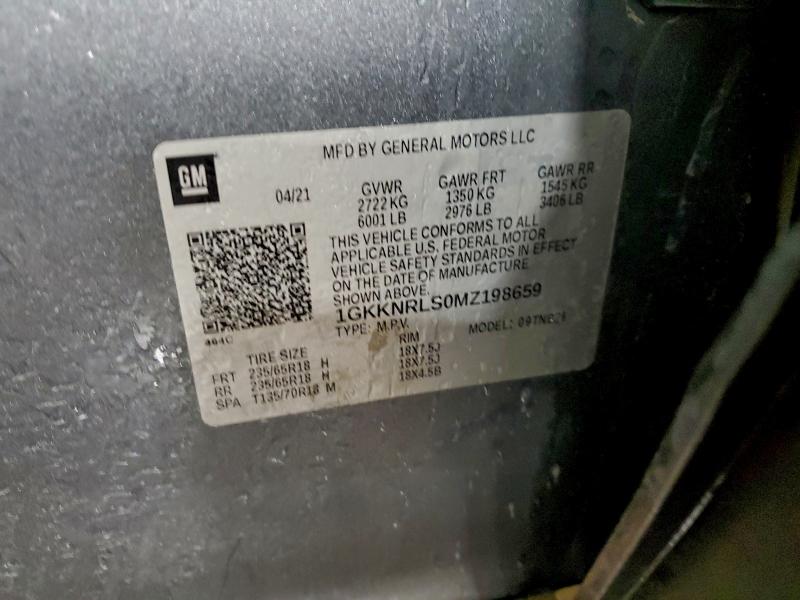 MFD BY GENERAL MOTORS LLC
GM
04/21
GVWR GAWR FRT GAWR RR
2722 KG 1350 KG 1545 KG
6001 LB 2976 LB 3406 LB
THIS VEHICLE CONFORMS TO ALL
APPLICABLE U.S. FEDERAL MOTOR
VEHICLE SAFETY STANDARDS IN EFFECT
ON THE DATE OF MANUFACTURE
SHOWN ABOVE.
1GKKNRLS0MZ198659
TYPE: M.P.V. MODEL:
TIRE SIZE RIM
FRT 235/65R18 H 18X7.5J
RR 235/65R18 H 18X7.5J
SPA T135/70R18 M 18X4.5B